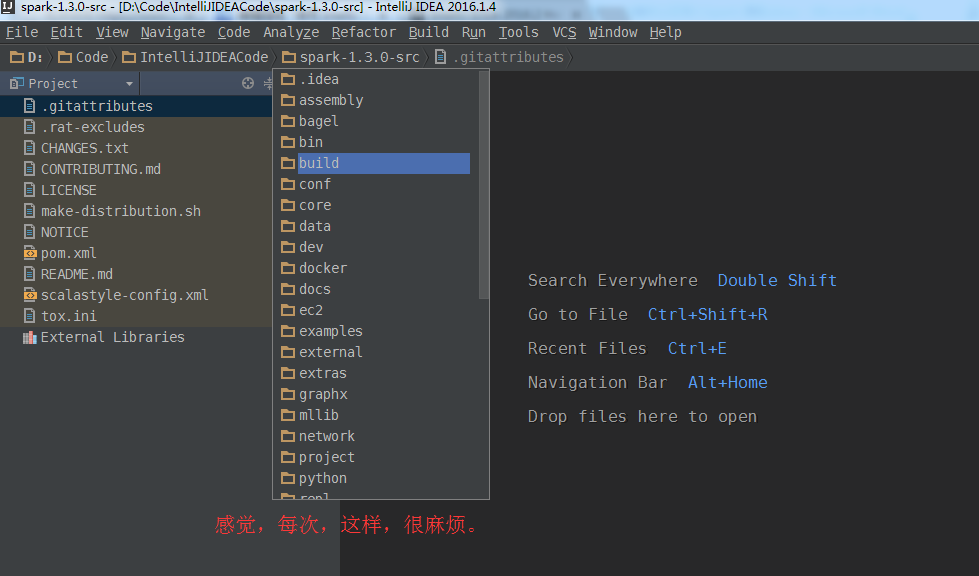 spark-1.3.0-src - [D:\Code\IntelliJIDEACode\spark-1.3.0-src] - IntelliJ IDEA 2016.1.4
File Edit View Navigate Code Analyze Refactor Build Run Tools VCS Window Help
D: Code IntelliJIDEACode spark-1.3.0-src .gitattributes
Project
.gitattributes
.rat-excludes
CHANGES.txt
CONTRIBUTING.md
LICENSE
make-distribution.sh
NOTICE
pom.xml
README.md
scalastyle-config.xml
tox.ini
External Libraries
.idea
assembly
bagel
bin
build
conf
core
data
dev
docker
docs
ec2
examples
external
extras
graphx
mllib
network
project
python
repl
Search Everywhere Double Shift
Go to File Ctrl+Shift+R
Recent Files Ctrl+E
Navigation Bar Alt+Home
Drop files here to open
感觉，每次，这样，很麻烦。